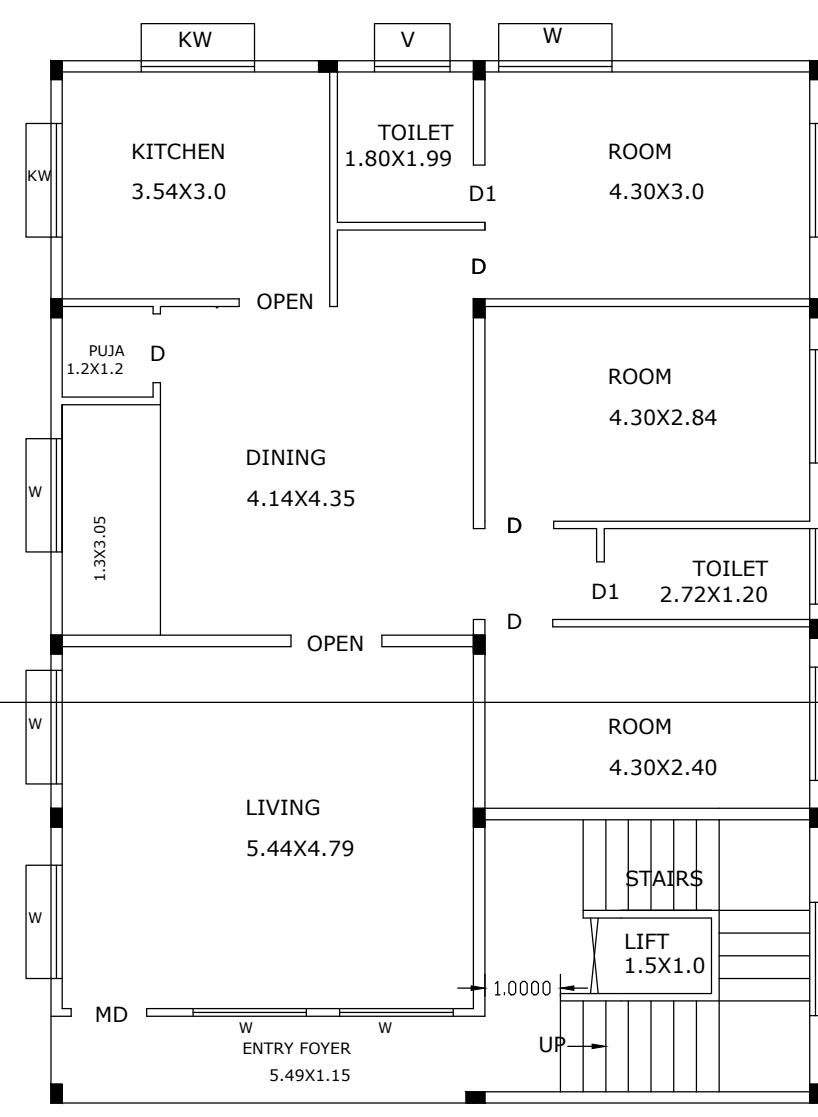 KW
V
W
KITCHEN
3.54X3.0
TOILET
1.80X1.99
ROOM
4.30X3.0
KW
D1
D
OPEN
PUJA
1.2X1.2
D
ROOM
4.30X2.84
DINING
4.14X4.35
W
1.3X3.05
D
TOILET
2.72X1.20
D1
D
OPEN
W
ROOM
4.30X2.40
LIVING
5.44X4.79
STAIRS
W
LIFT
1.5X1.0
1.0000
MD
W
W
UP
ENTRY FOYER
5.49X1.15